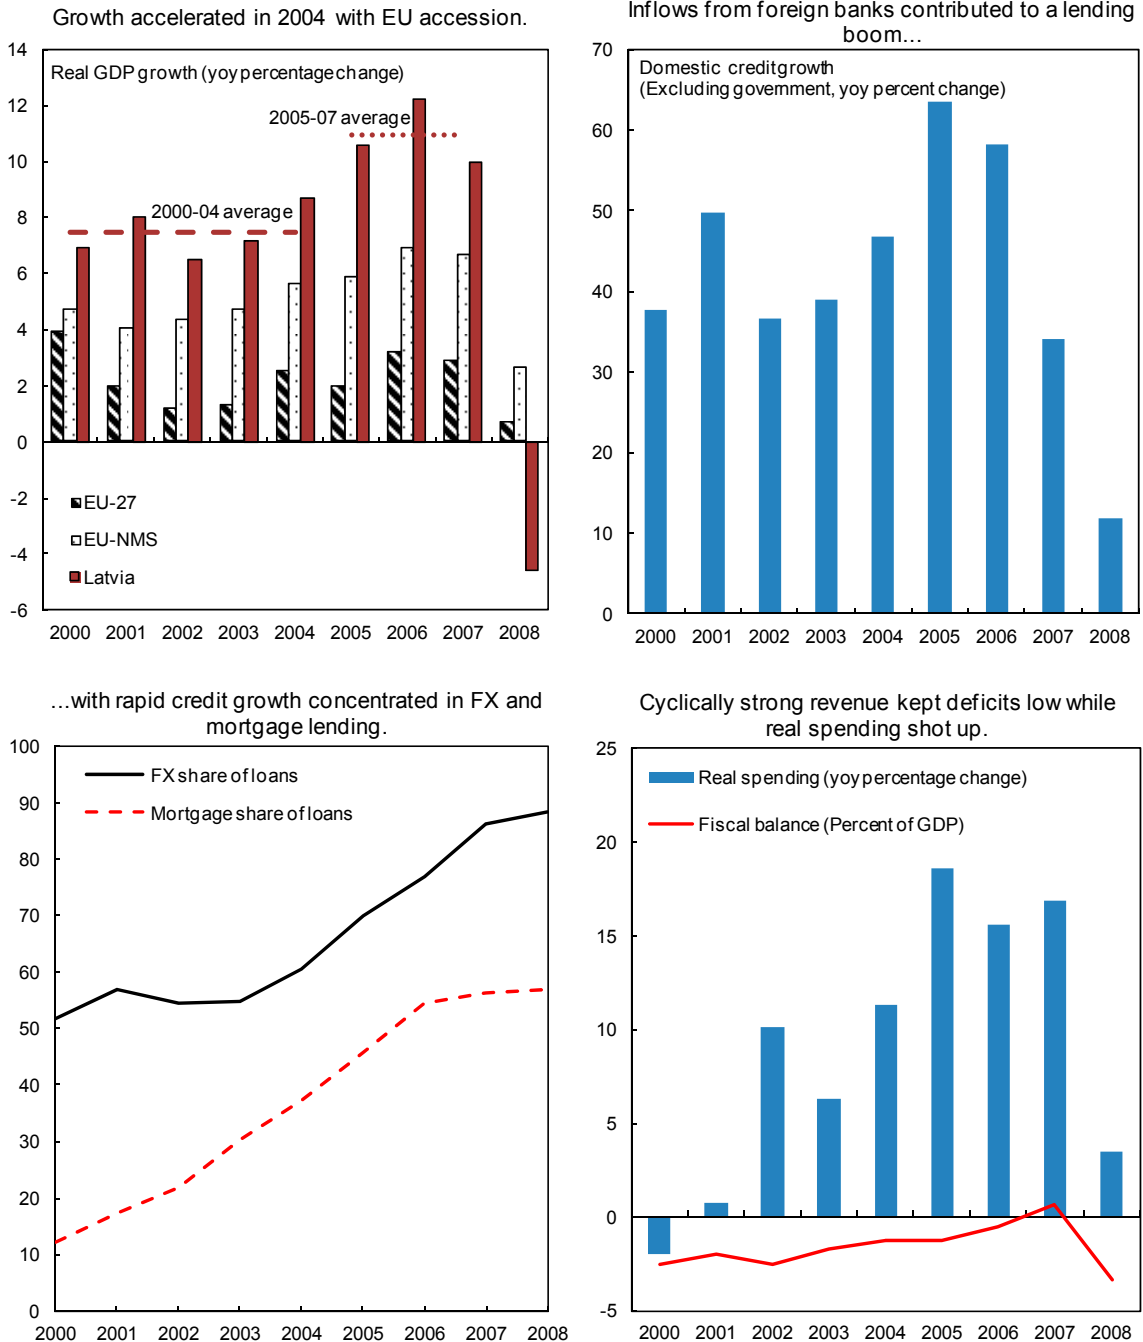 Growth accelerated in 2004 with EU accession.
14
12
10
8
6
4
2
0
-2
-4
-6
Real GDP growth (yoy percentage change)
2005-07 average
2000-04 average
EU-27
EU-NMS
Latvia
2000 2001 2002 2003 2004 2005 2006 2007 2008
Inflows from foreign banks contributed to a lending
boom...
70
60
50
40
30
20
10
0
Domestic credit growth
(Excluding government, yoy percent change)
2000 2001 2002 2003 2004 2005 2006 2007 2008
...with rapid credit growth concentrated in FX and
mortgage lending.
100
90
80
70
60
50
40
30
20
10
0
FX share of loans
Mortgage share of loans
2000 2001 2002 2003 2004 2005 2006 2007 2008
Cyclically strong revenue kept deficits low while
real spending shot up.
25
20
15
10
5
0
-5
Real spending (yoy percentage change)
Fiscal balance (Percent of GDP)
2000 2001 2002 2003 2004 2005 2006 2007 2008